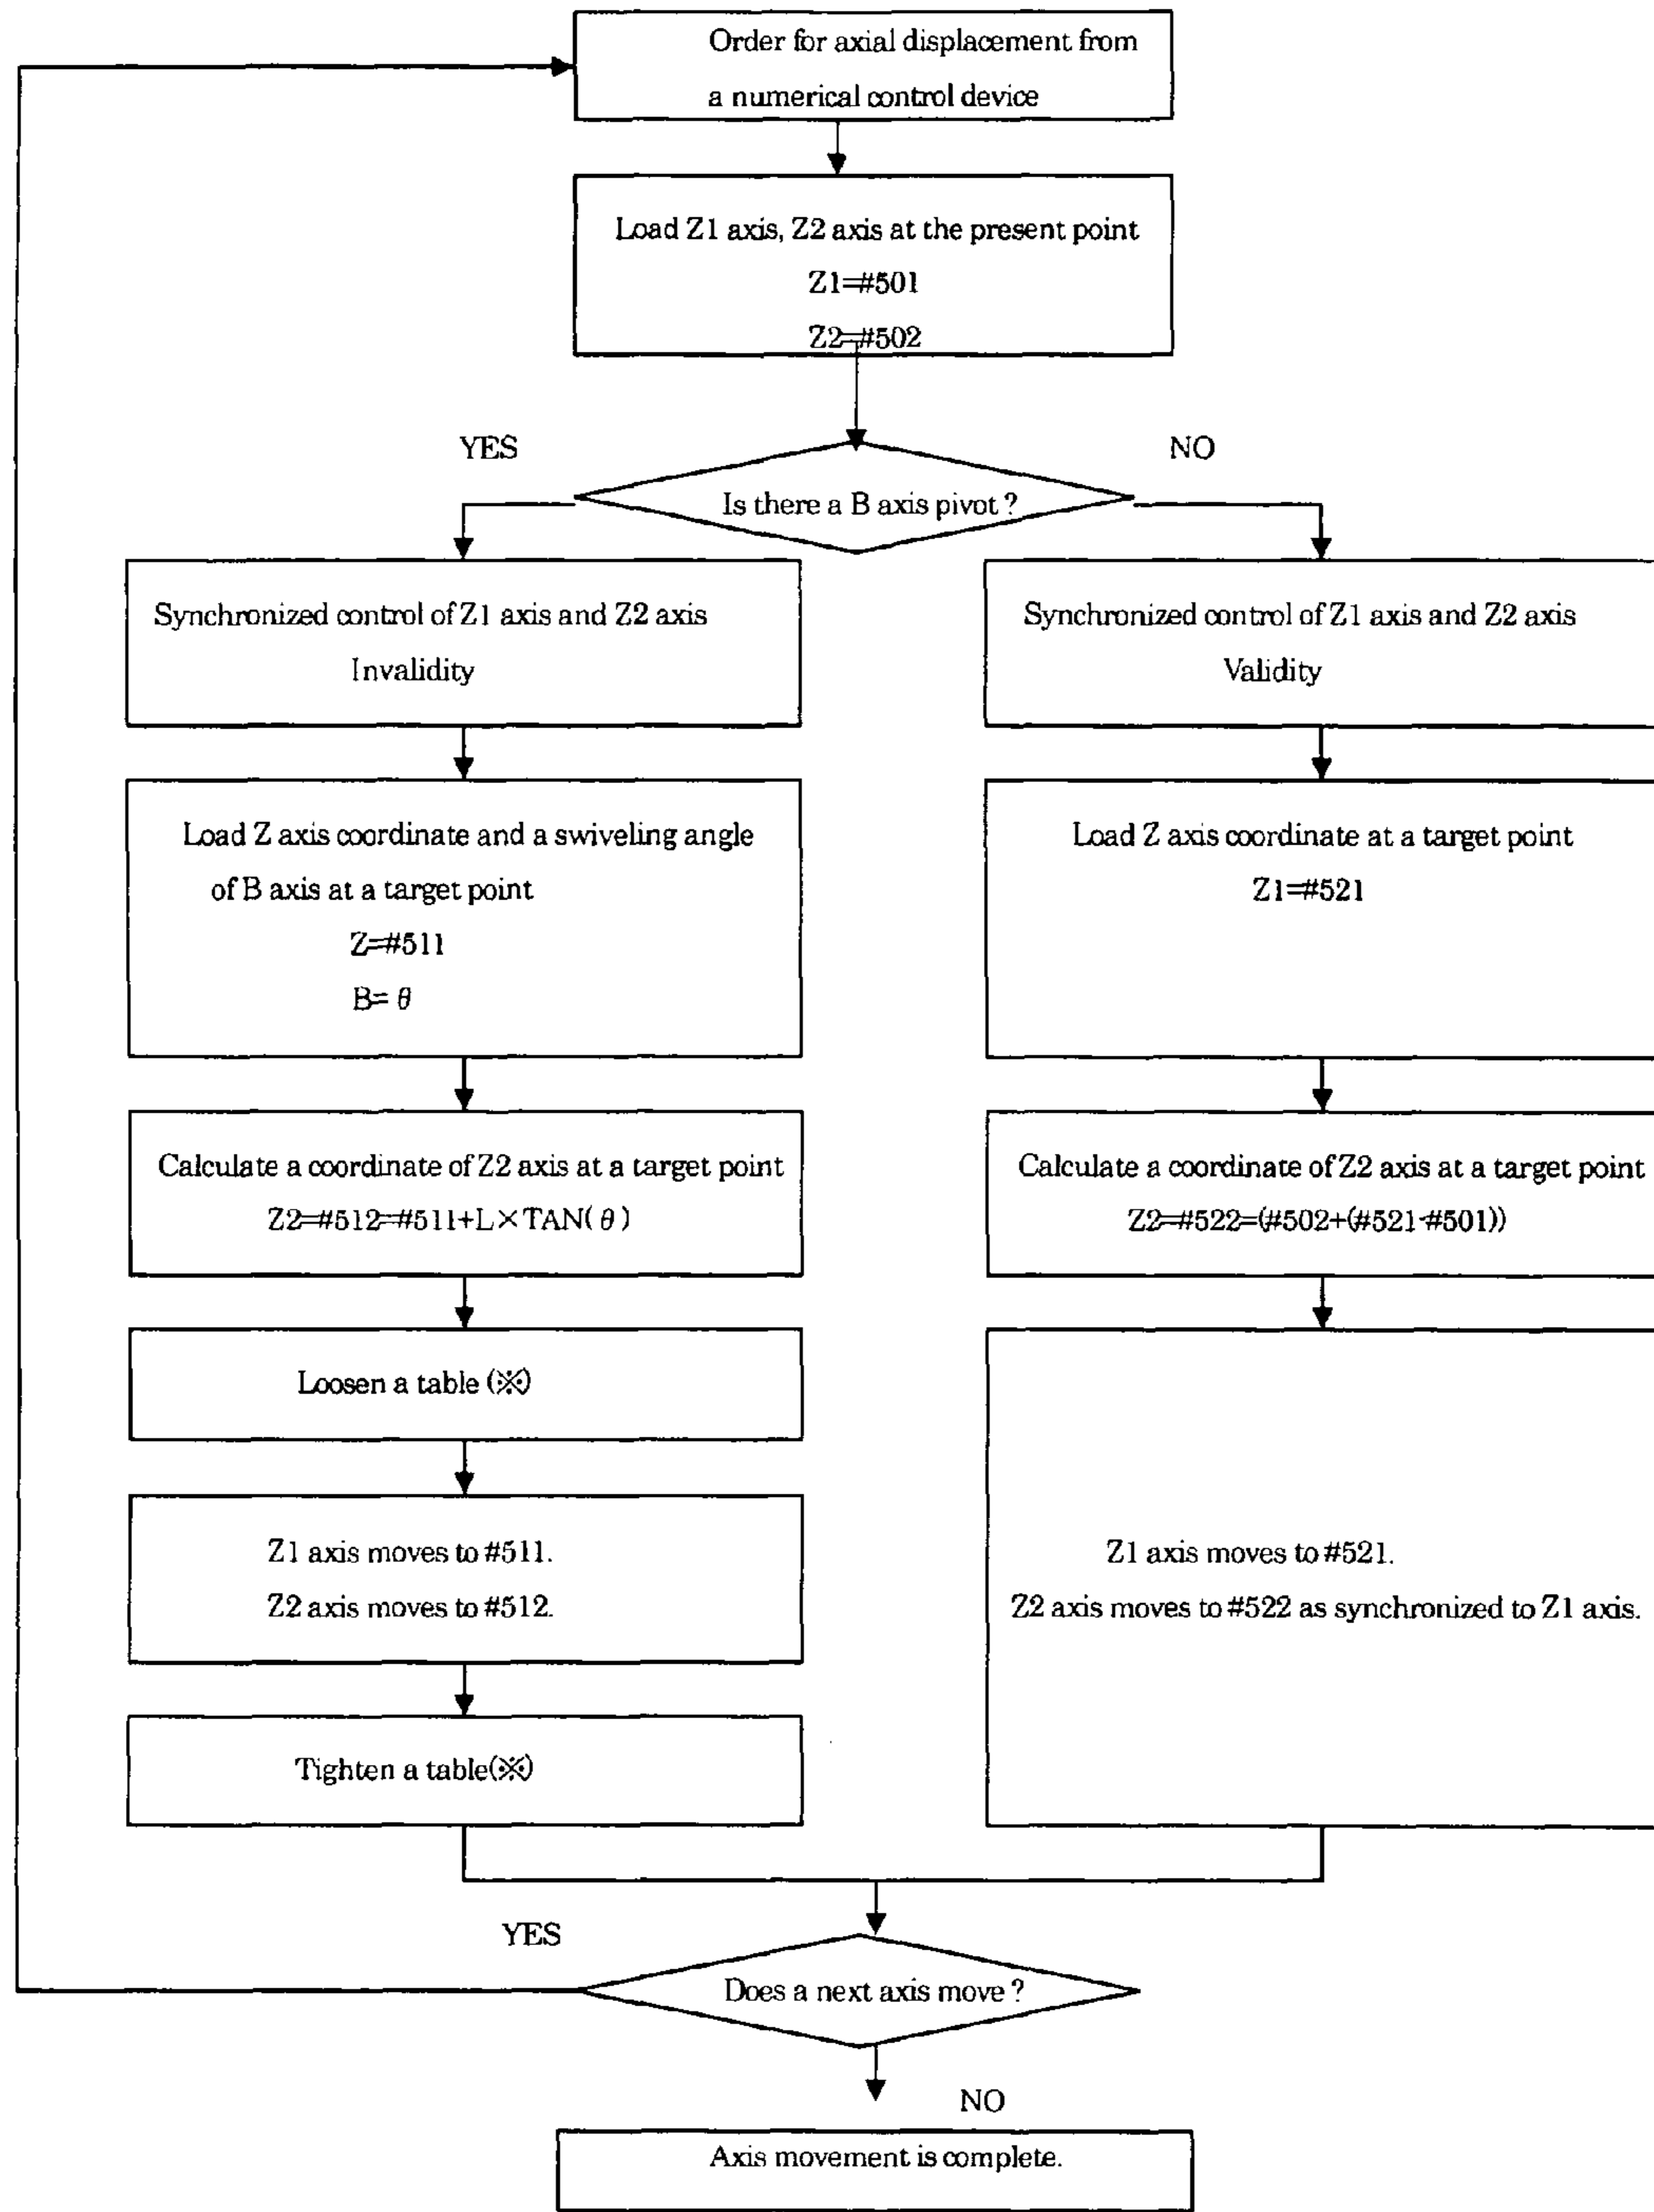 Order for axial displacement from
a numerical control device
Load Z1 axis, Z2 axis at the present point
Z1=#501
Z2=#502
YES
NO
Is there a B axis pivot ?
Synchronized control of Z1 axis and Z2 axis
Invalidity
Synchronized control of Z1 axis and Z2 axis
Validity
Load Z axis coordinate and a swiveling angle
of B axis at a target point
Z=#511
B= θ
Load Z axis coordinate at a target point
Z1=#521
Calculate a coordinate of Z2 axis at a target point
Z2=#512=#511+L×TAN( θ )
Calculate a coordinate of Z2 axis at a target point
Z2=#522=(#502+(#521-#501))
Loosen a table (※)
Z1 axis moves to #511.
Z2 axis moves to #512.
Z1 axis moves to #521.
Z2 axis moves to #522 as synchronized to Z1 axis.
Tighten a table(※)
YES
Does a next axis move ?
NO
Axis movement is complete.